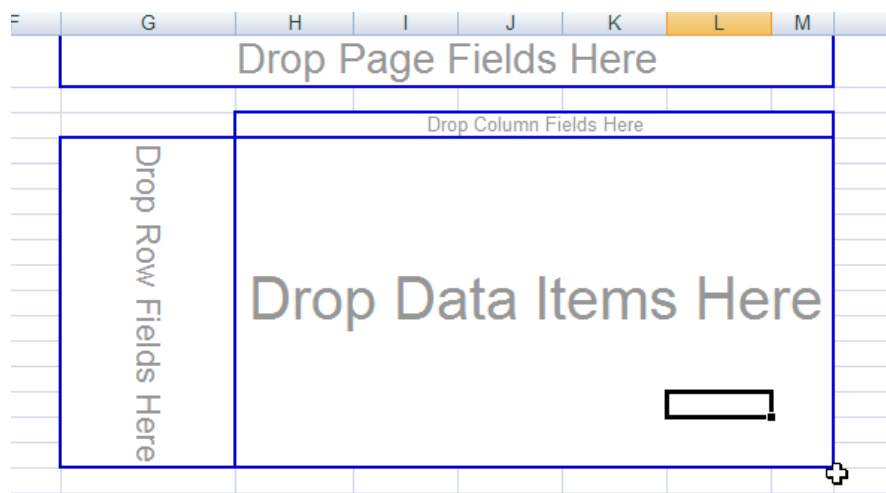 F G H I J K L M
Drop Page Fields Here
Drop Column Fields Here
Drop Row Fields Here
Drop Data Items Here